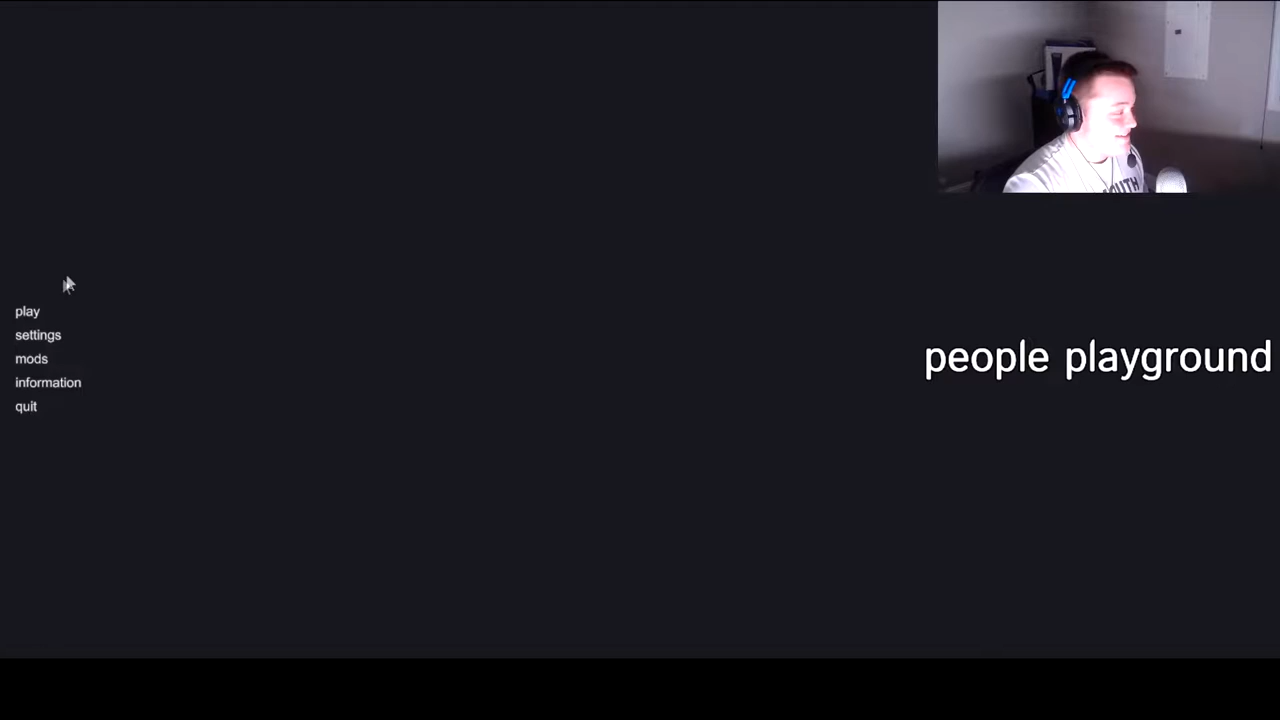 play
settings
mods
information
quit
people playground